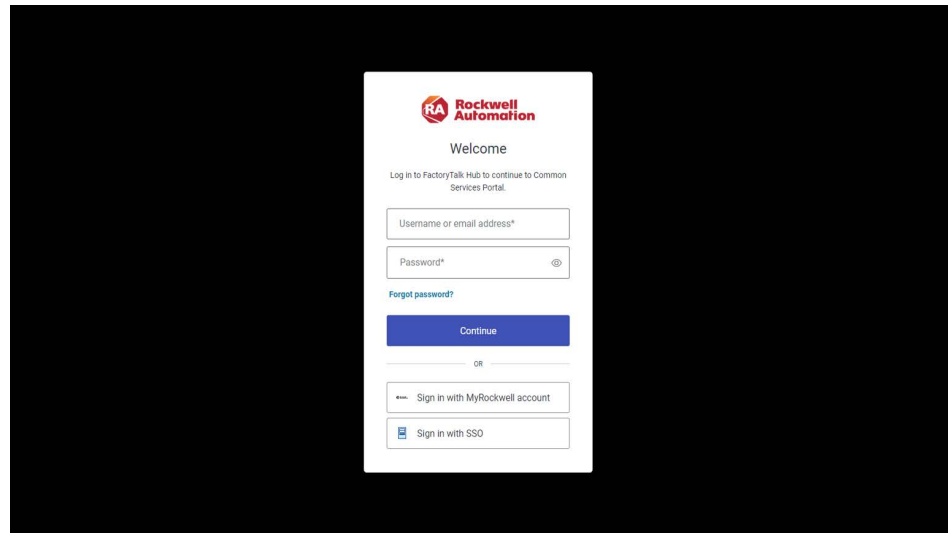 RA
Rockwell
Automation
Welcome
Log in to FactoryTalk Hub to continue to Common
Services Portal.
Username or email address*
Password*
Forgot password?
Continue
OR
Sign in with MyRockwell account
Sign in with SSO